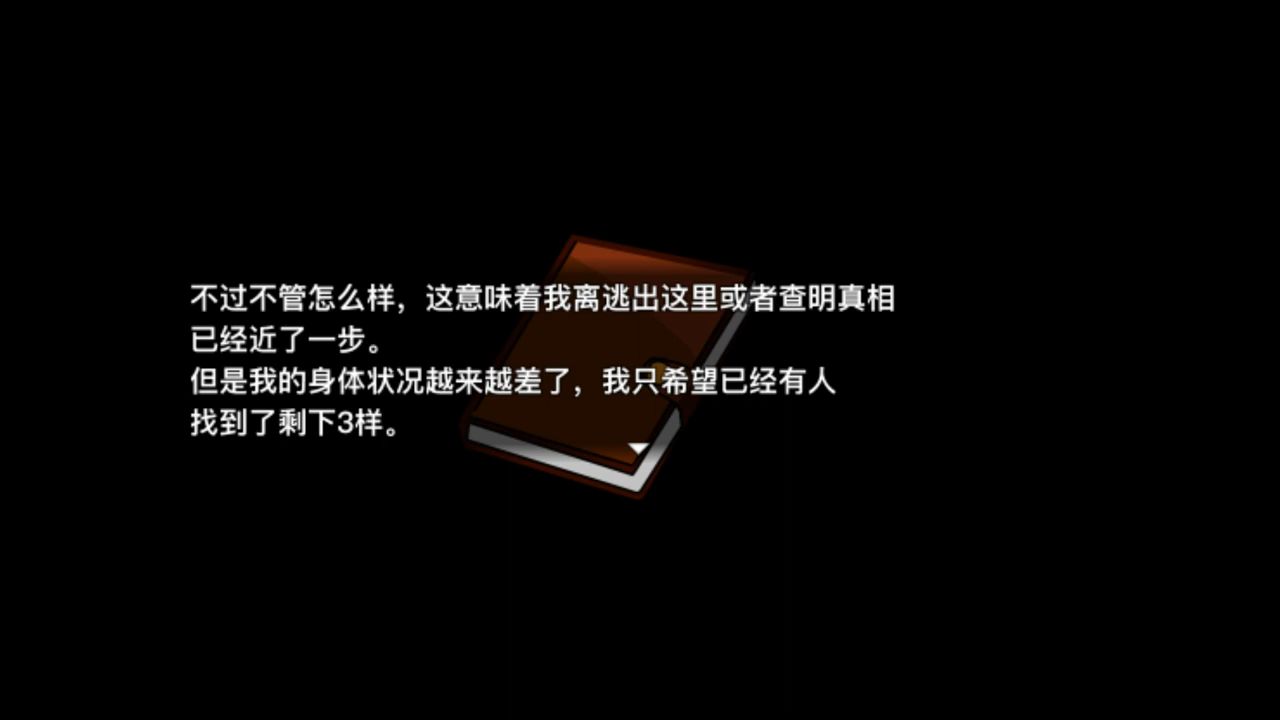 不过不管怎么样，这意味着我离逃出这里或者查明真相
已经近了一步。
但是我的身体状况越来越差了，我只希望已经有人
找到了剩下3样。